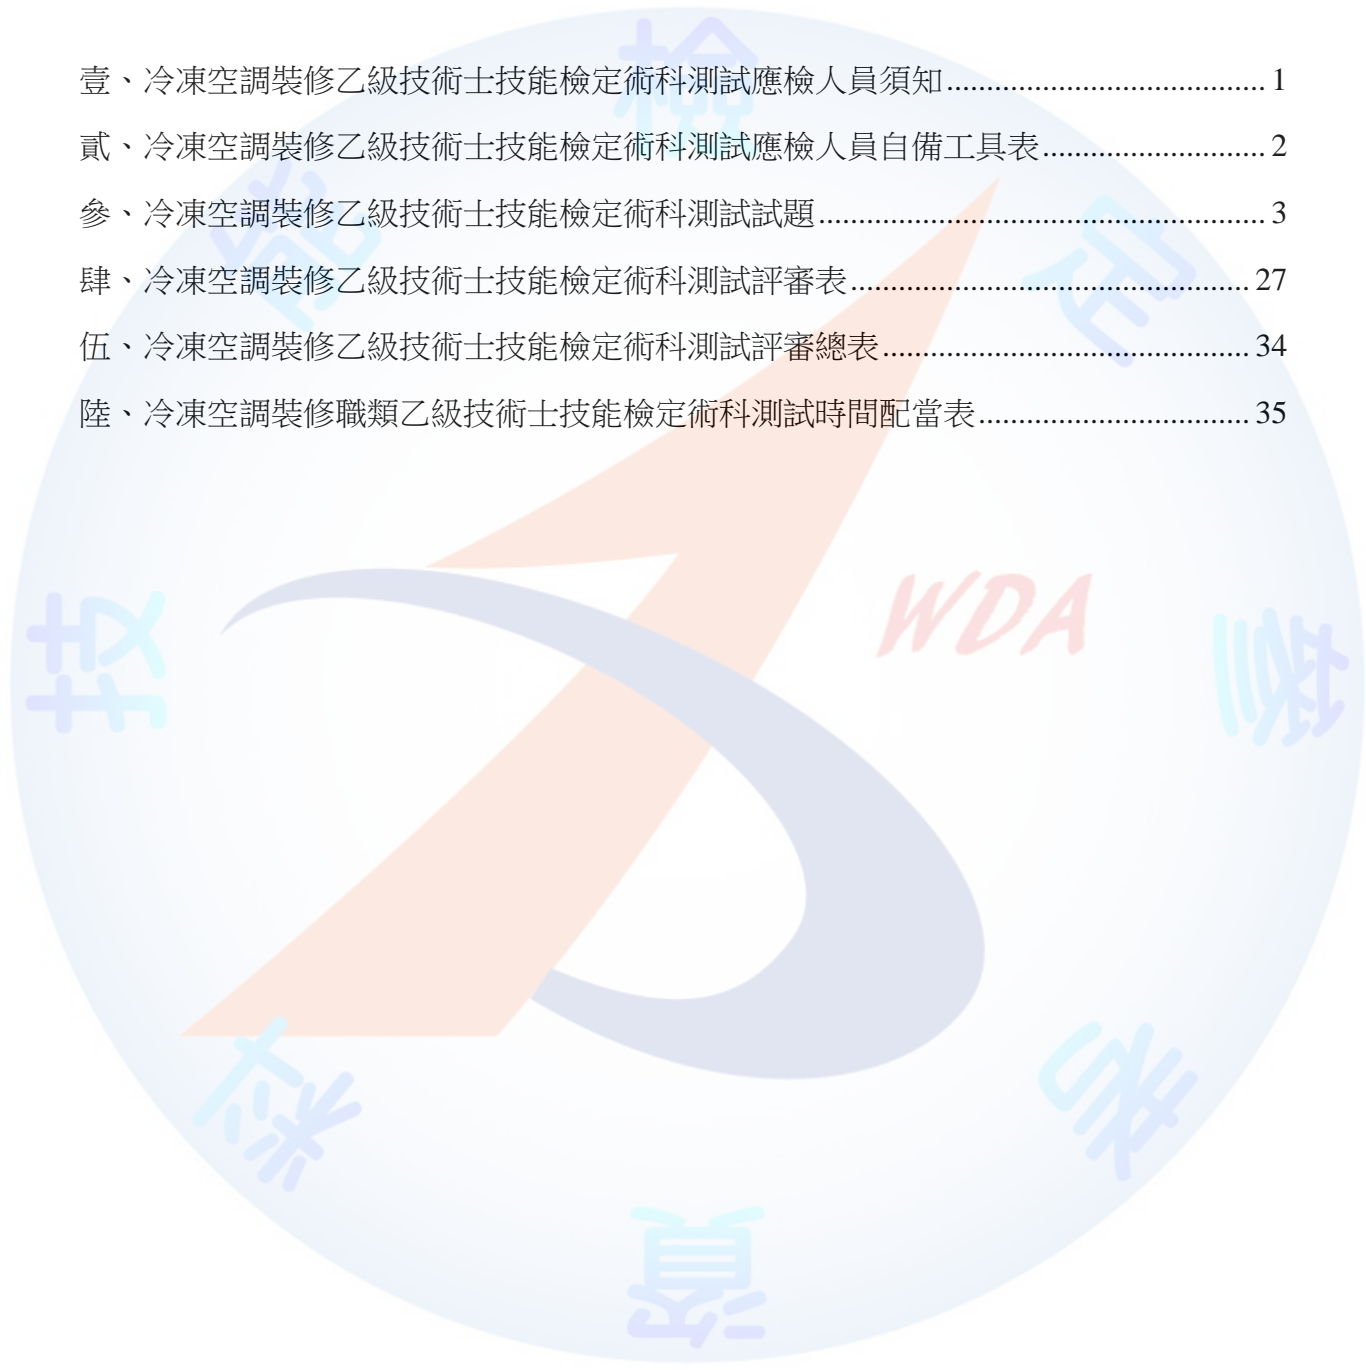 壹、冷凍空調裝修乙級技術士技能檢定術科測試應檢人員須知........................................ 1
貳、冷凍空調裝修乙級技術士技能檢定術科測試應檢人員自備工具表............................ 2
參、冷凍空調裝修乙級技術士技能檢定術科測試試題........................................................ 3
肆、冷凍空調裝修乙級技術士技能檢定術科測試評審表.................................................. 27
伍、冷凍空調裝修乙級技術士技能檢定術科測試評審總表.............................................. 34
陸、冷凍空調裝修職類乙級技術士技能檢定術科測試時間配當表.................................. 35
技能檢定
WDA
參考資料